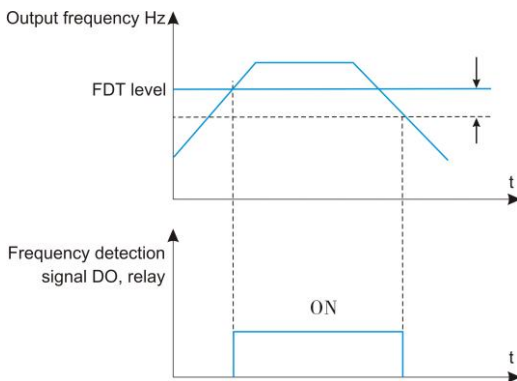 Output frequency Hz
FDT level
t
Frequency detection
signal DO, relay
ON
t